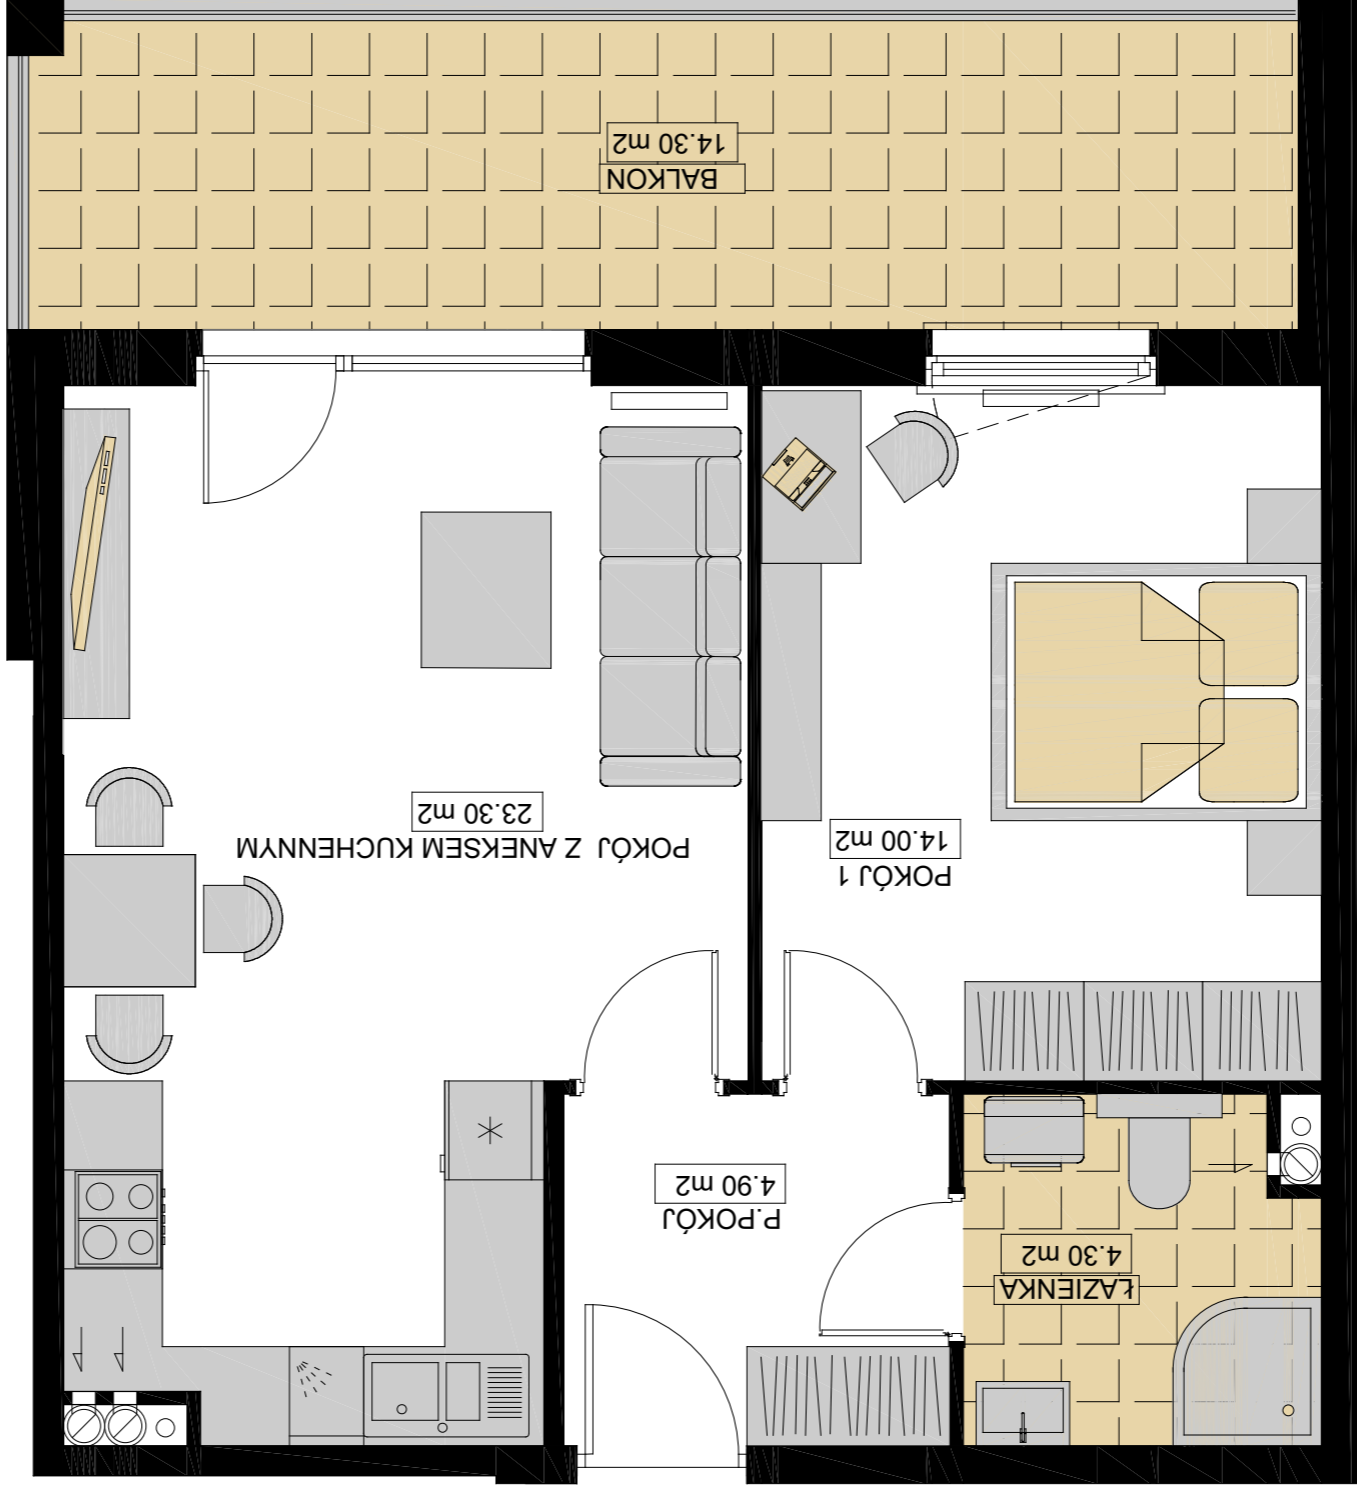 ŁAZIENKA
4.30 m2
P.POKÓJ
4.90 m2
POKÓJ 1
14.00 m2
POKÓJ Z ANEKSEM KUCHENNYM
23.30 m2
BALKON
14.30 m2